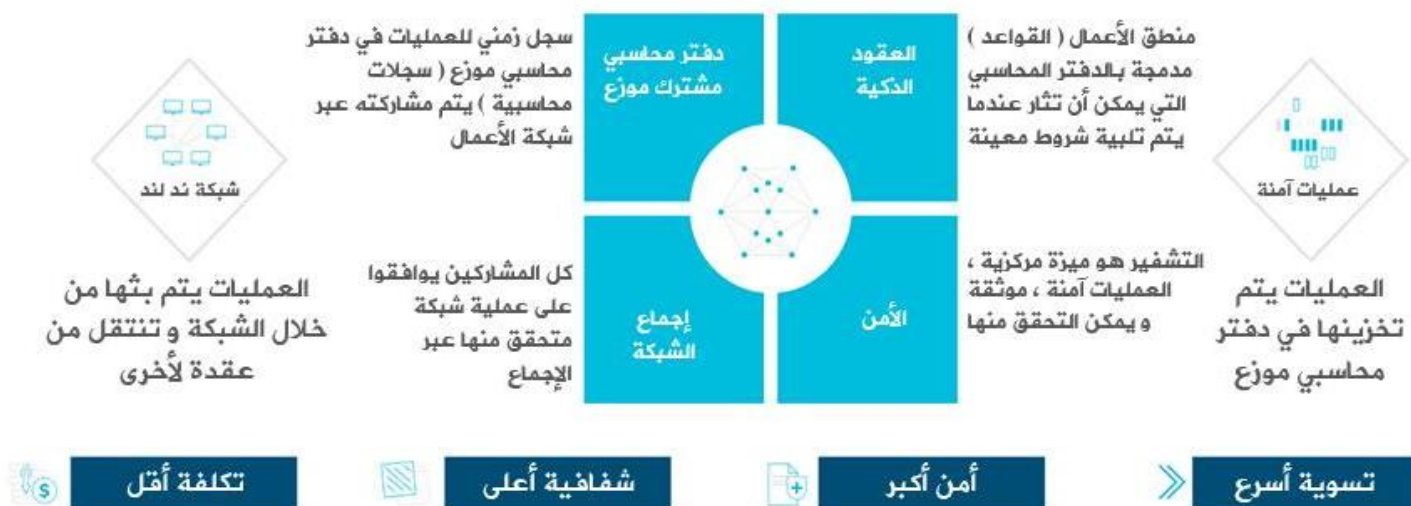 منطق الأعمال ( القواعد )
مدمجة بالدفتر المحاسبي
التي يمكن أن تثار عندما
يتم تلبية شروط معينة
العقود
الذكية
دفتر محاسبي
مشترك موزع
سجل زمني للعمليات في دفتر
محاسبي موزع ( سجلات
محاسبية ) يتم مشاركته عبر
شبكة الأعمال
عمليات آمنة
شبكة ند لند
العمليات يتم
تخزينها في دفتر
محاسبي موزع
التشفير هو ميزة مركزية ،
العمليات آمنة ، موثقة
و يمكن التحقق منها
الأمن
إجماع
الشبكة
كل المشاركين يوافقوا
على عملية شبكة
متحقق منها عبر
الإجماع
العمليات يتم بثها من
خلال الشبكة و تنتقل من
عقدة لأخرى
تسوية أسرع
أمن أكبر
شفافية أعلى
تكلفة أقل